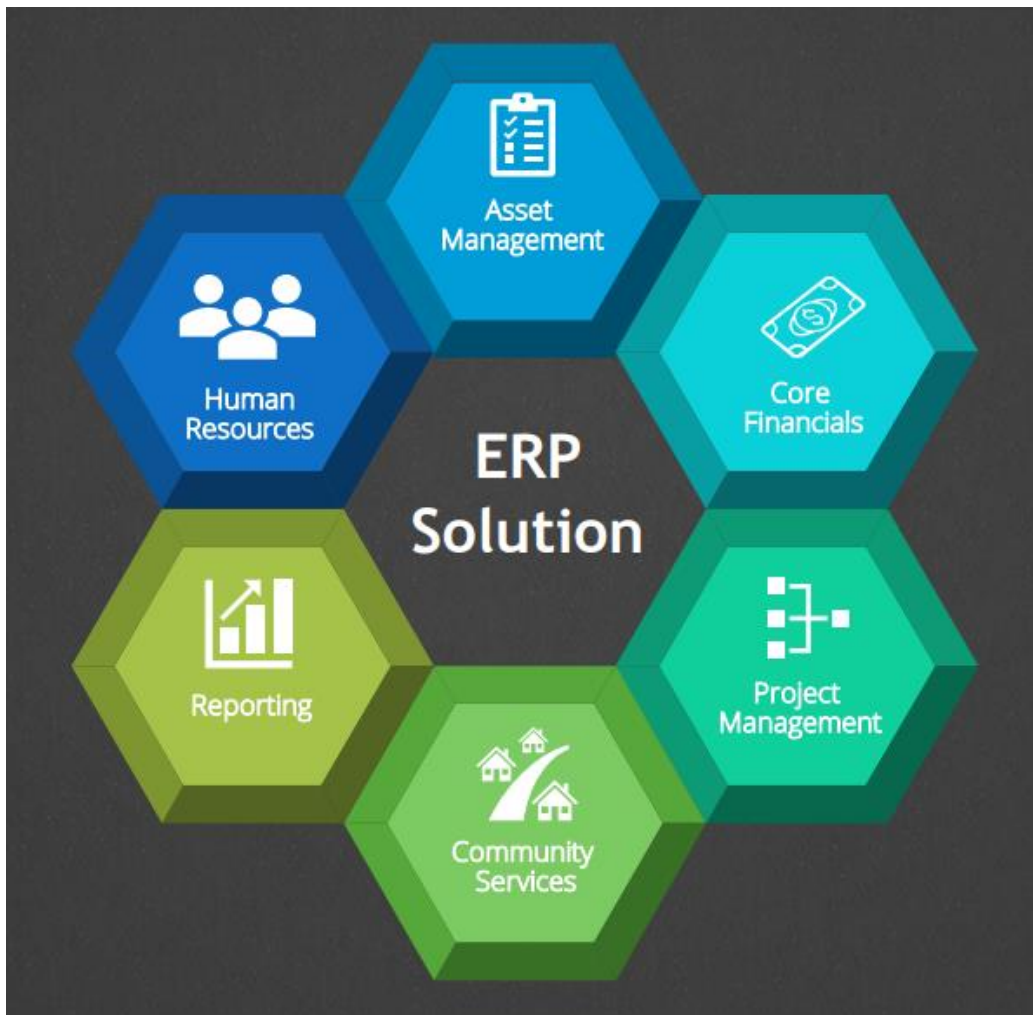 Asset
Management
Core
Financials
Human
Resources
ERP
Solution
Project
Management
Reporting
Community
Services